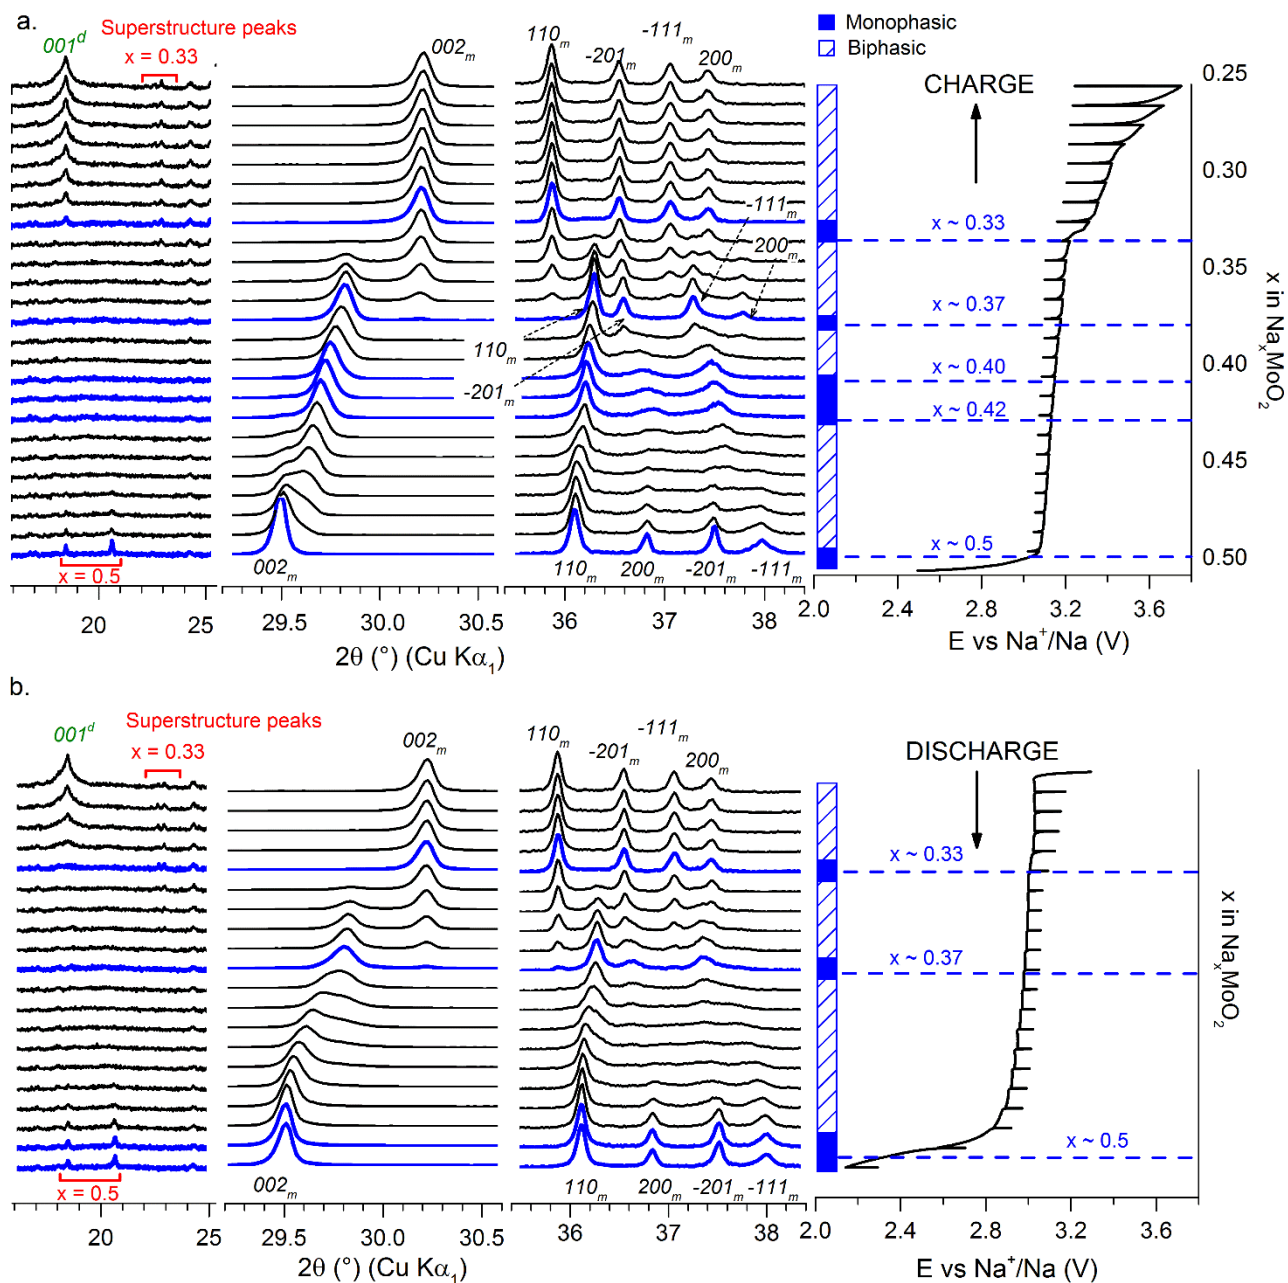 a.
Superstructure peaks
001ᵈ
x = 0.33
002ₘ
110ₘ
-201ₘ
-111ₘ
200ₘ
Monophasic
Biphasic
CHARGE
0.25
0.30
0.35
0.40
0.45
0.50
x in NaₓMoO₂
x ~ 0.33
x ~ 0.37
x ~ 0.40
x ~ 0.42
x ~ 0.5
-111ₘ
200ₘ
110ₘ
-201ₘ
x = 0.5
002ₘ
110ₘ
200ₘ
-201ₘ
-111ₘ
20 25
29.5 30.0 30.5
36 37 38
2.0 2.4 2.8 3.2 3.6
2θ (°) (Cu Kα₁)
E vs Na⁺/Na (V)
b.
Superstructure peaks
001ᵈ
x = 0.33
002ₘ
110ₘ
-201ₘ
-111ₘ
200ₘ
DISCHARGE
x ~ 0.33
x ~ 0.37
x ~ 0.5
x in NaₓMoO₂
x = 0.5
002ₘ
110ₘ
200ₘ
-201ₘ
-111ₘ
20 25
29.5 30.0 30.5
36 37 38
2.0 2.4 2.8 3.2 3.6
2θ (°) (Cu Kα₁)
E vs Na⁺/Na (V)